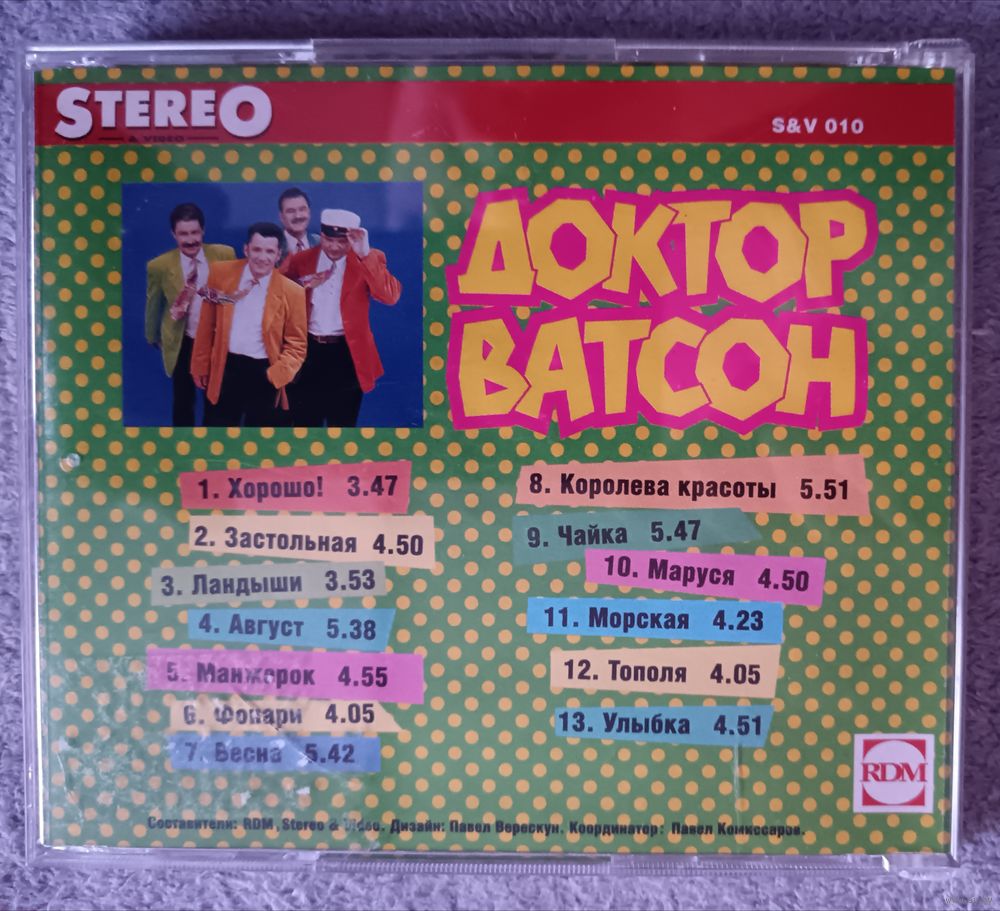 STEREO
& VIDEO
S&V 010
ДОКТОР
ВАТСОН
1. Хорошо! 3.47
2. Застольная 4.50
3. Ландыши 3.53
4. Август 5.38
5. Манжерок 4.55
6. Фонари 4.05
7. Весна 5.42
8. Королева красоты 5.51
9. Чайка 5.47
10. Маруся 4.50
11. Морская 4.23
12. Тополя 4.05
13. Улыбка 4.51
RDM
Составители: RDM, Stereo & Video. Дизайн: Павел Верескун. Координатор: Павел Комиссаров.